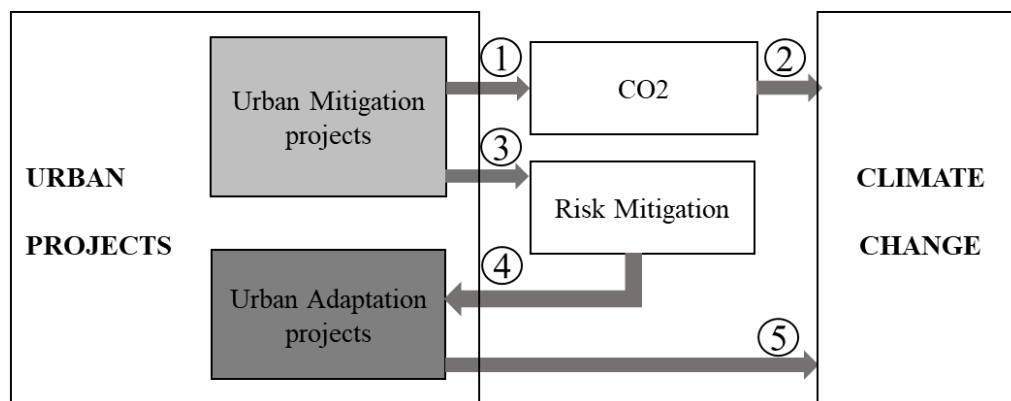 ①
②
CO2
Urban Mitigation
projects
③
URBAN
PROJECTS
Risk Mitigation
CLIMATE
CHANGE
④
Urban Adaptation
projects
⑤